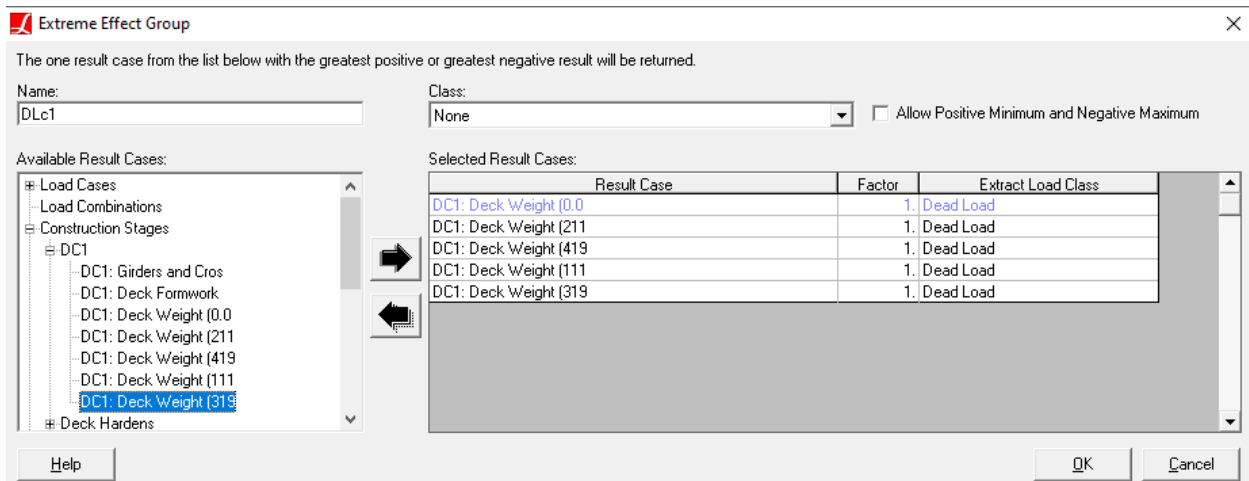 Extreme Effect Group
The one result case from the list below with the greatest positive or greatest negative result will be returned.
Name:
DLc1
Class:
None
Allow Positive Minimum and Negative Maximum
Available Result Cases:
Load Cases
Load Combinations
Construction Stages
DC1
DC1: Girders and Cros
DC1: Deck Formwork
DC1: Deck Weight (0.0
DC1: Deck Weight (211
DC1: Deck Weight (419
DC1: Deck Weight (111
DC1: Deck Weight (319
Deck Hardens
Selected Result Cases:
Result Case Factor Extract Load Class
DC1: Deck Weight (0.0 1. Dead Load
DC1: Deck Weight (211 1. Dead Load
DC1: Deck Weight (419 1. Dead Load
DC1: Deck Weight (111 1. Dead Load
DC1: Deck Weight (319 1. Dead Load
Help
OK
Cancel